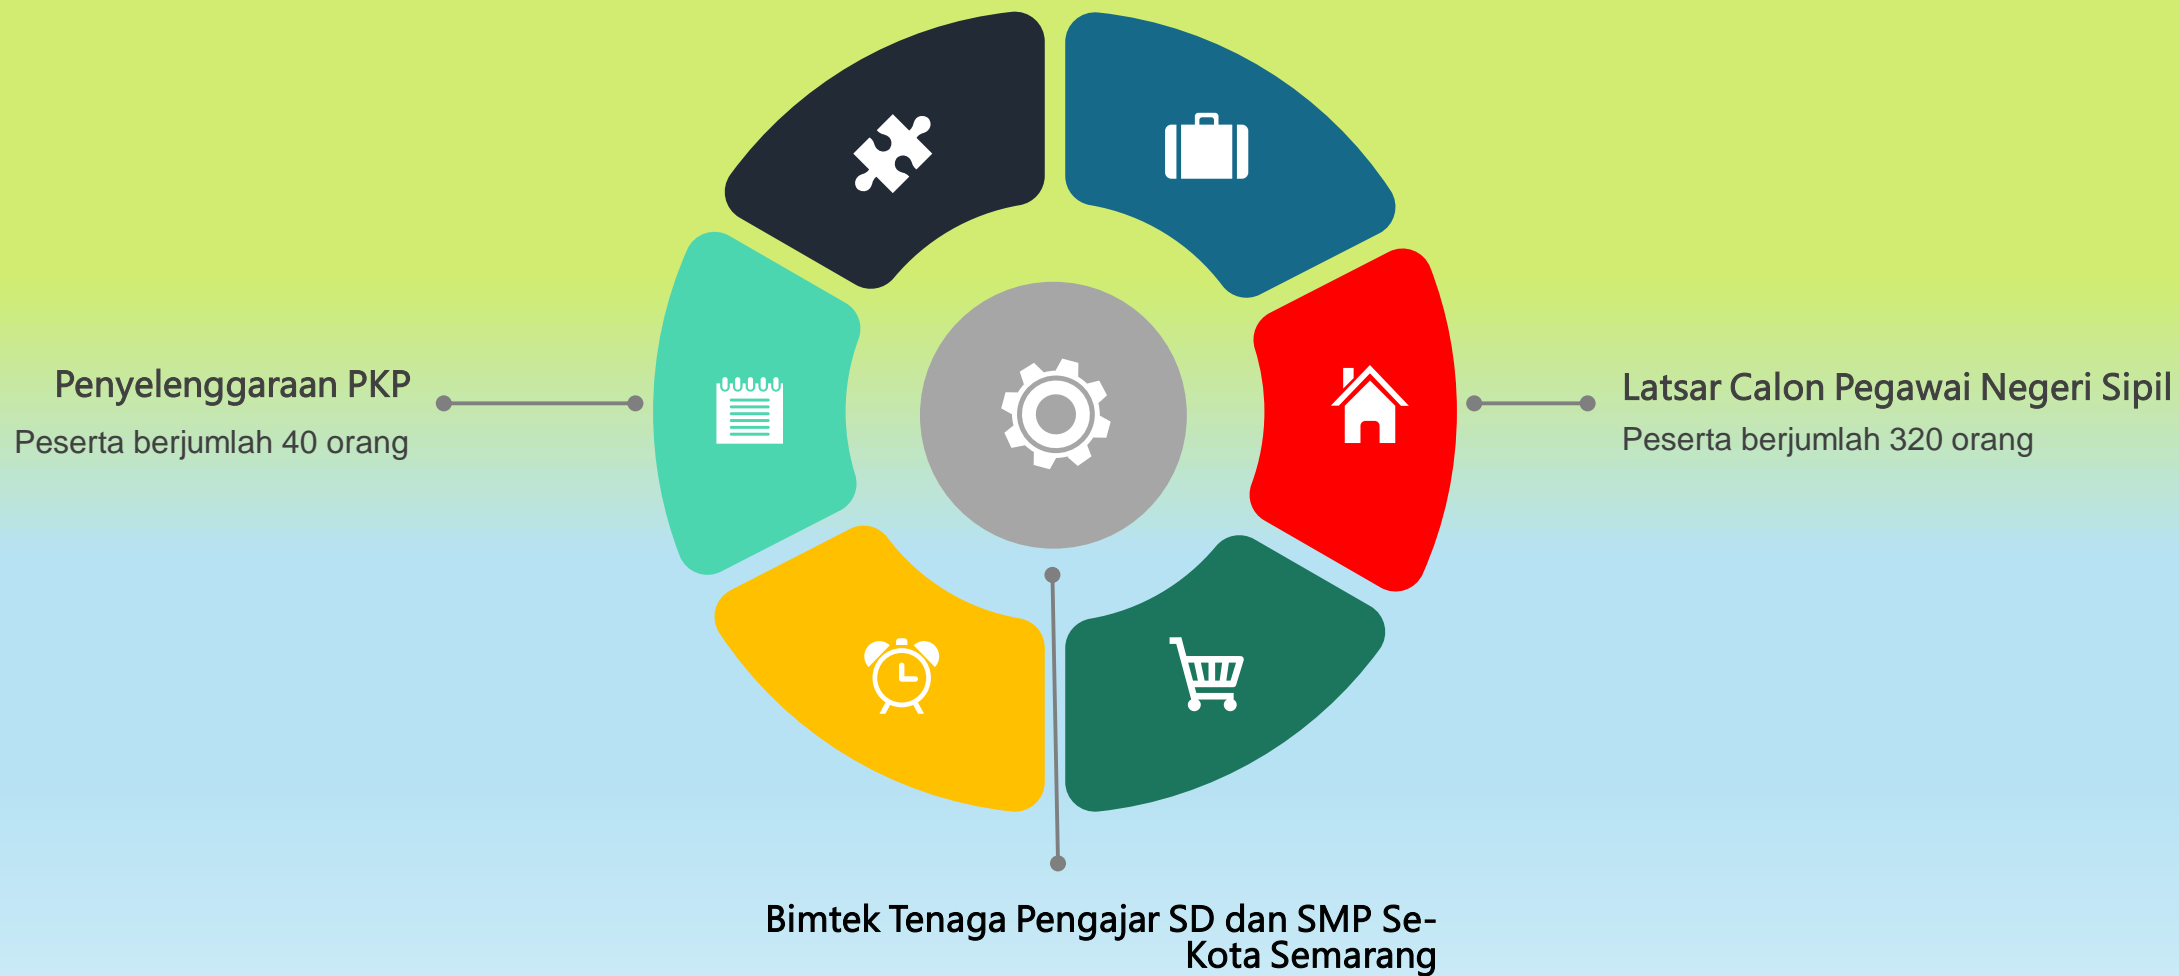 Penyelenggaraan PKP
Peserta berjumlah 40 orang
Latsar Calon Pegawai Negeri Sipil
Peserta berjumlah 320 orang
Bimtek Tenaga Pengajar SD dan SMP Se-
Kota Semarang